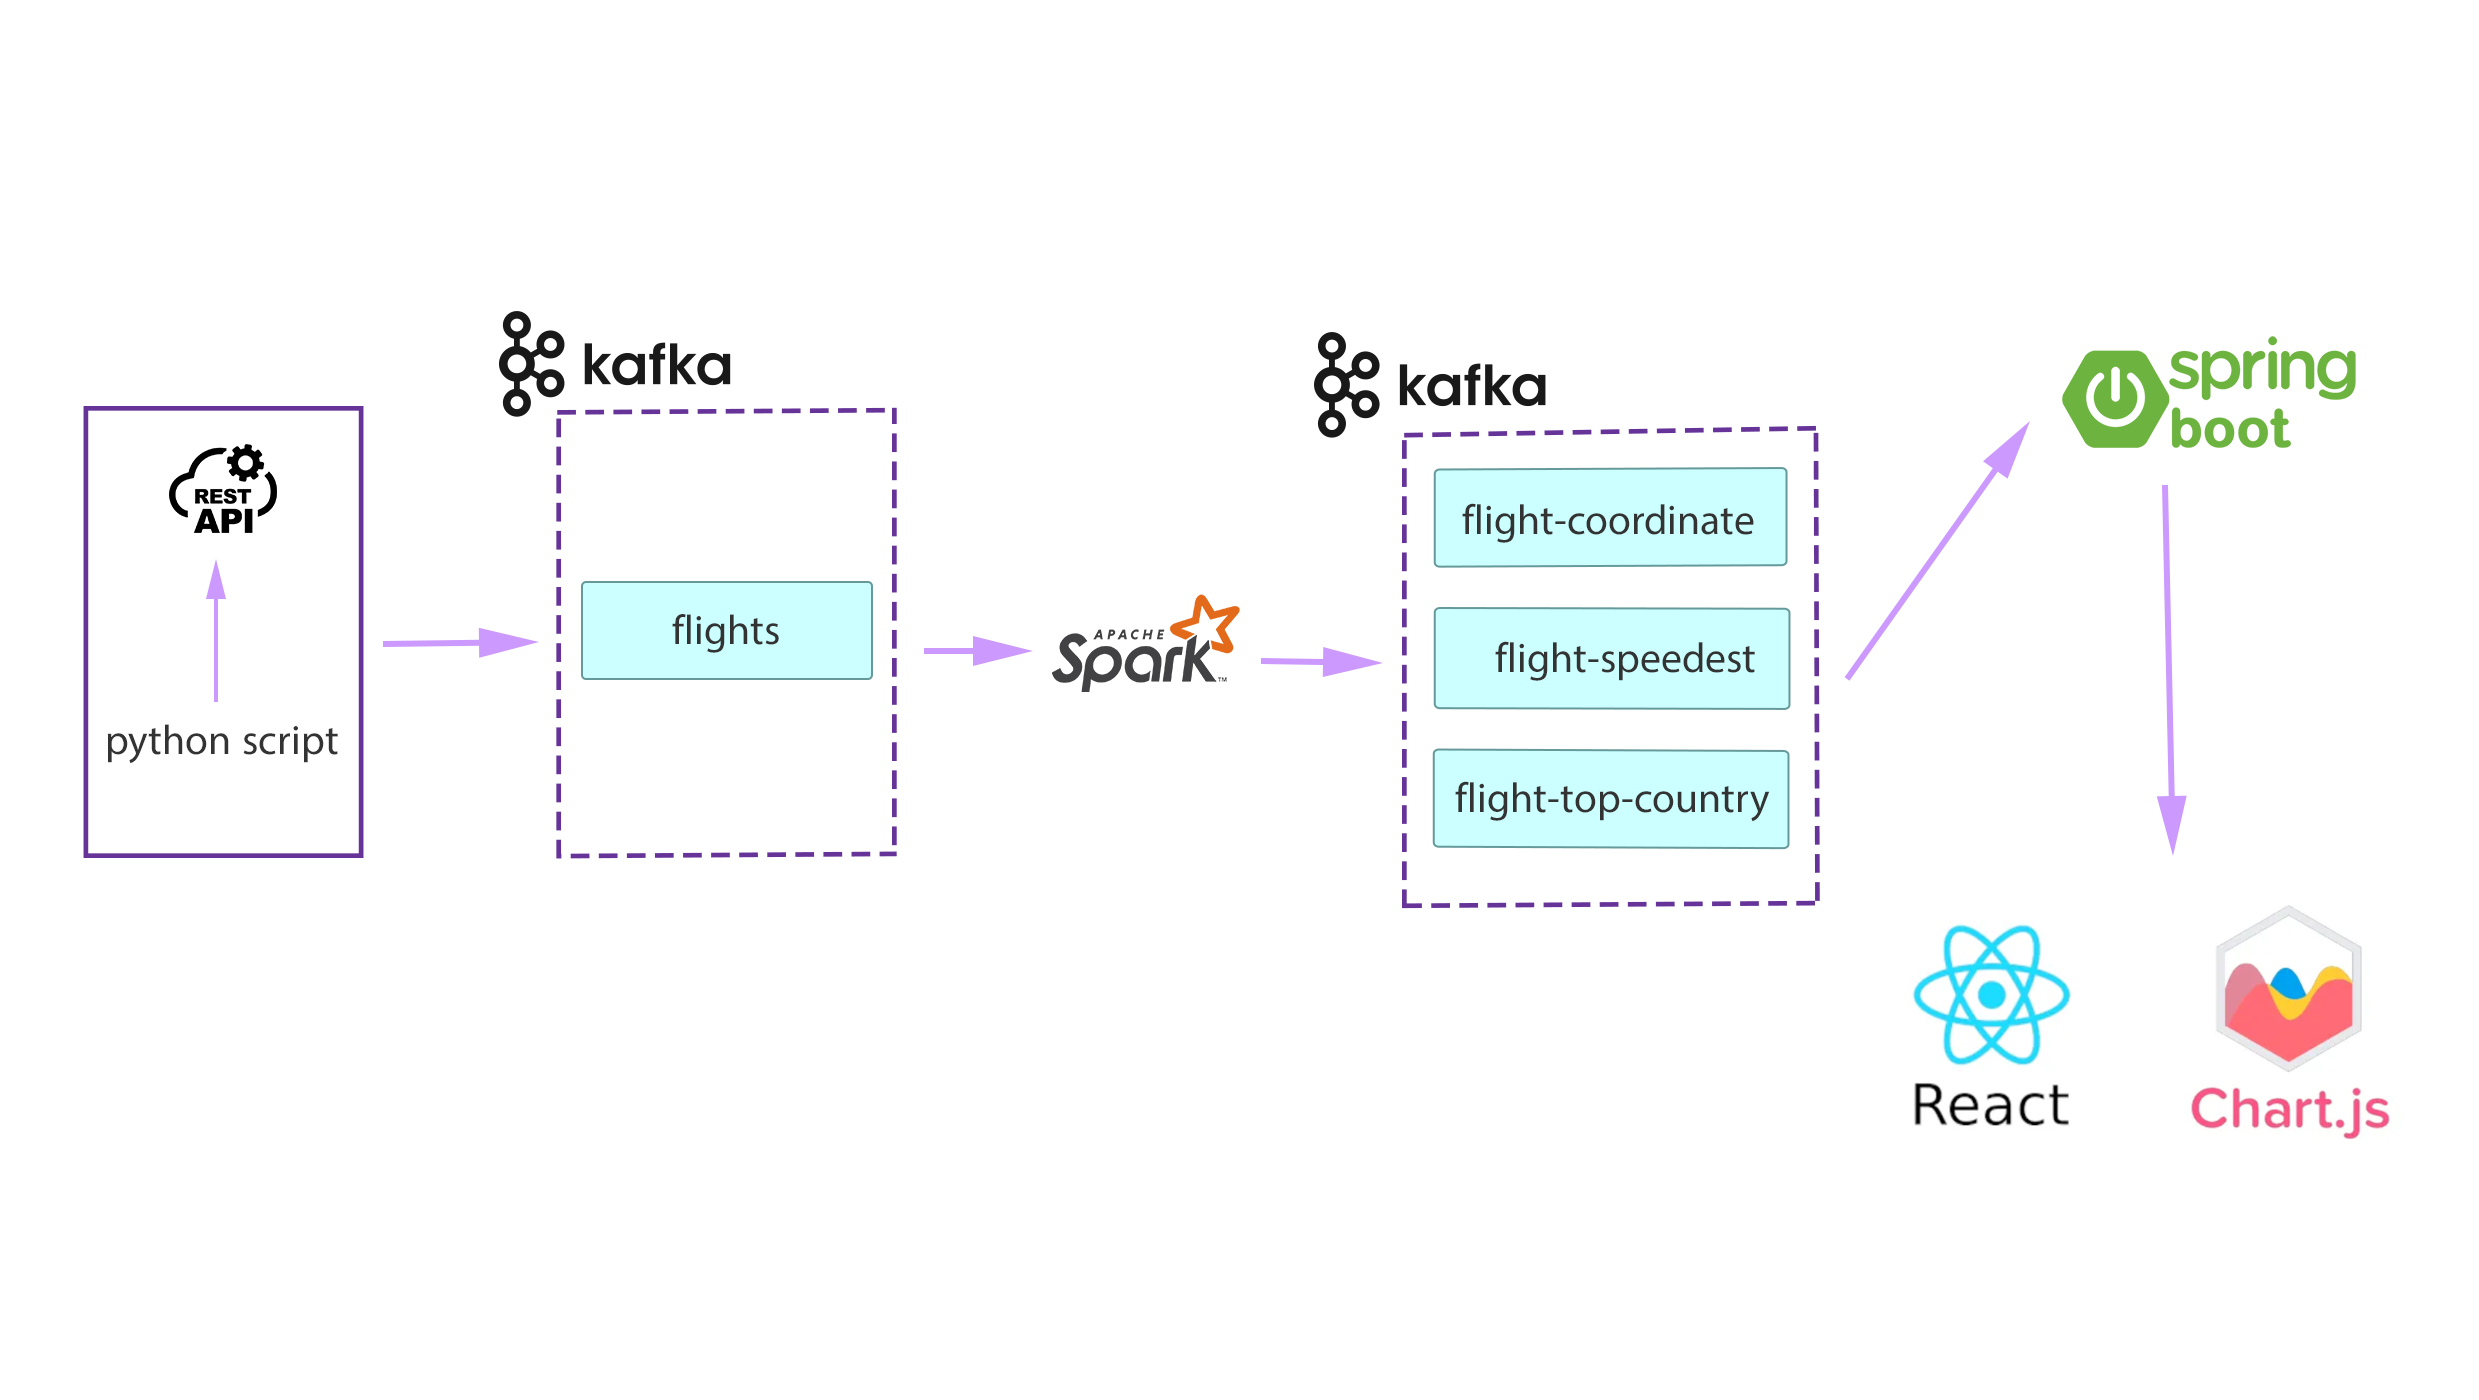 REST
API
python script
kafka
flights
APACHE
Spark™
kafka
flight-coordinate
flight-speedest
flight-top-country
spring
boot
React
Chart.js